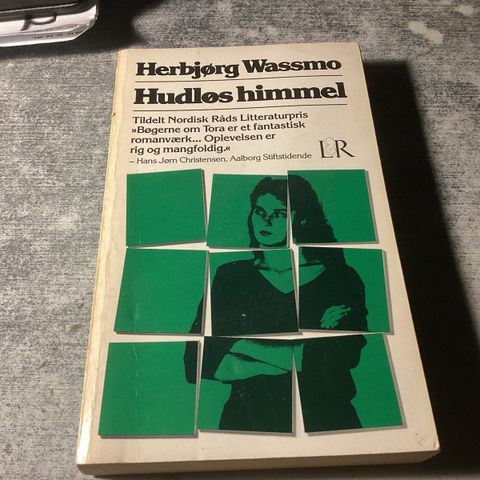 Herbjørg Wassmo
Hudløs himmel
Tildelt Nordisk Råds Litteraturpris
»Bøgerne om Tora er et fantastisk
romanværk... Oplevelsen er
rig og mangfoldig.«
– Hans Jørn Christensen, Aalborg Stiftstidende
L&R